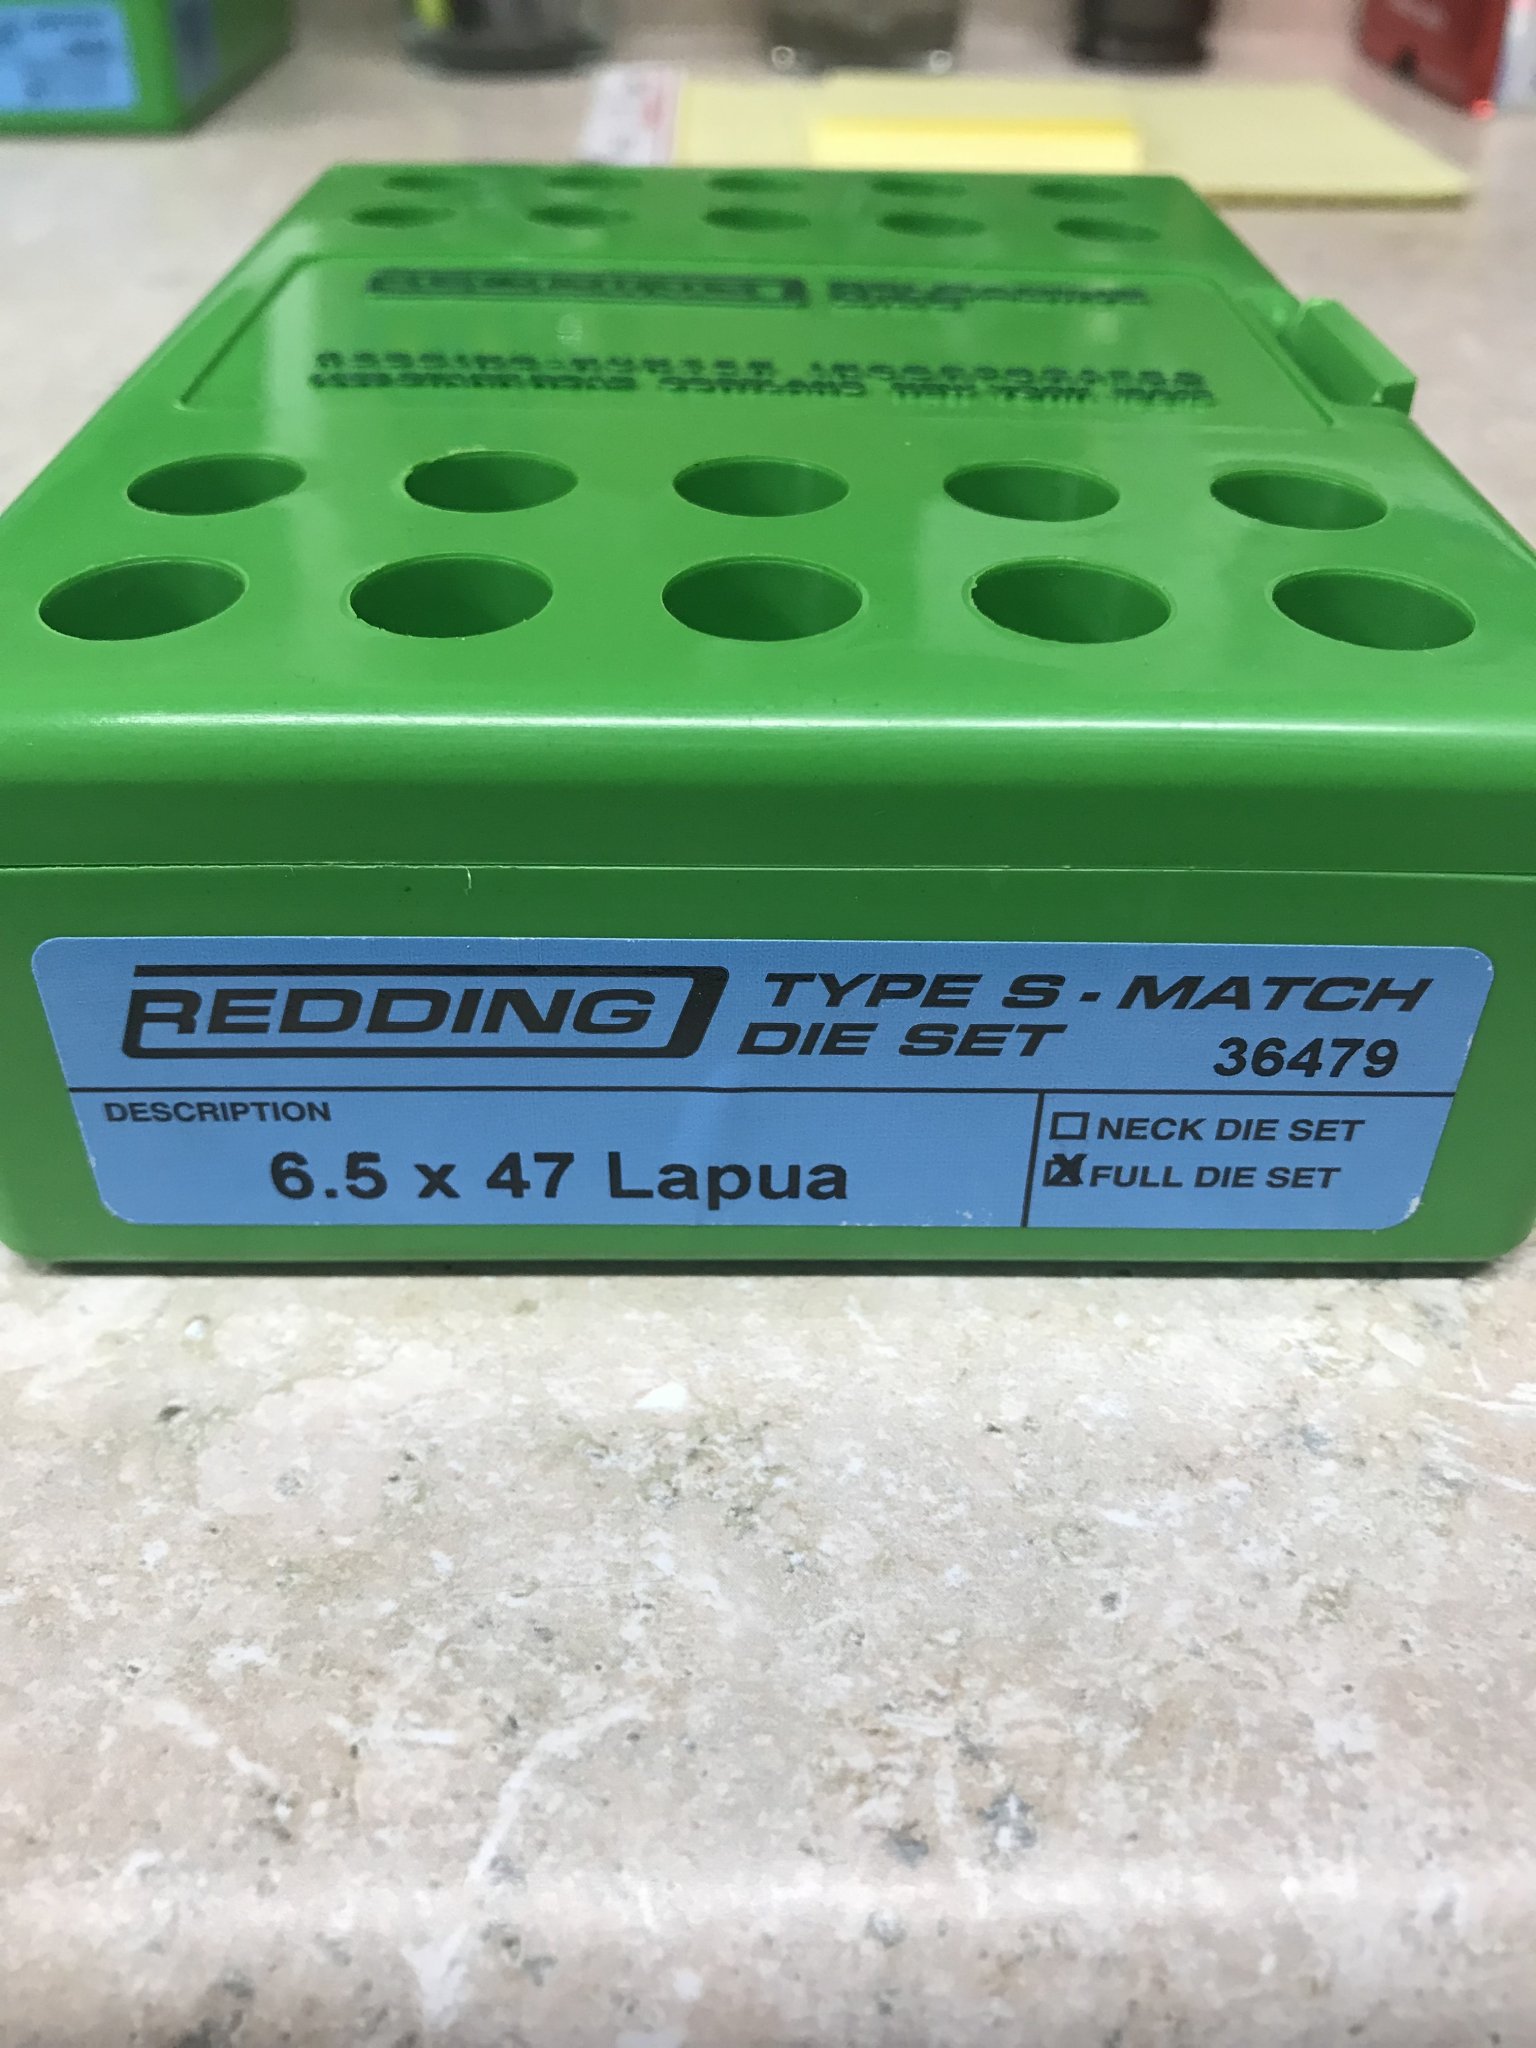 REDDING
TYPE S - MATCH
DIE SET
36479
DESCRIPTION
6.5 x 47 Lapua
NECK DIE SET
X FULL DIE SET